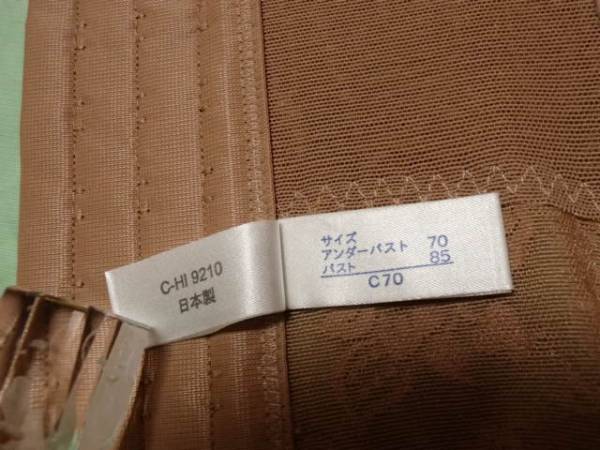 C-HI 9210
日本製
サイズ
アンダーバスト 70
バスト 85
C70